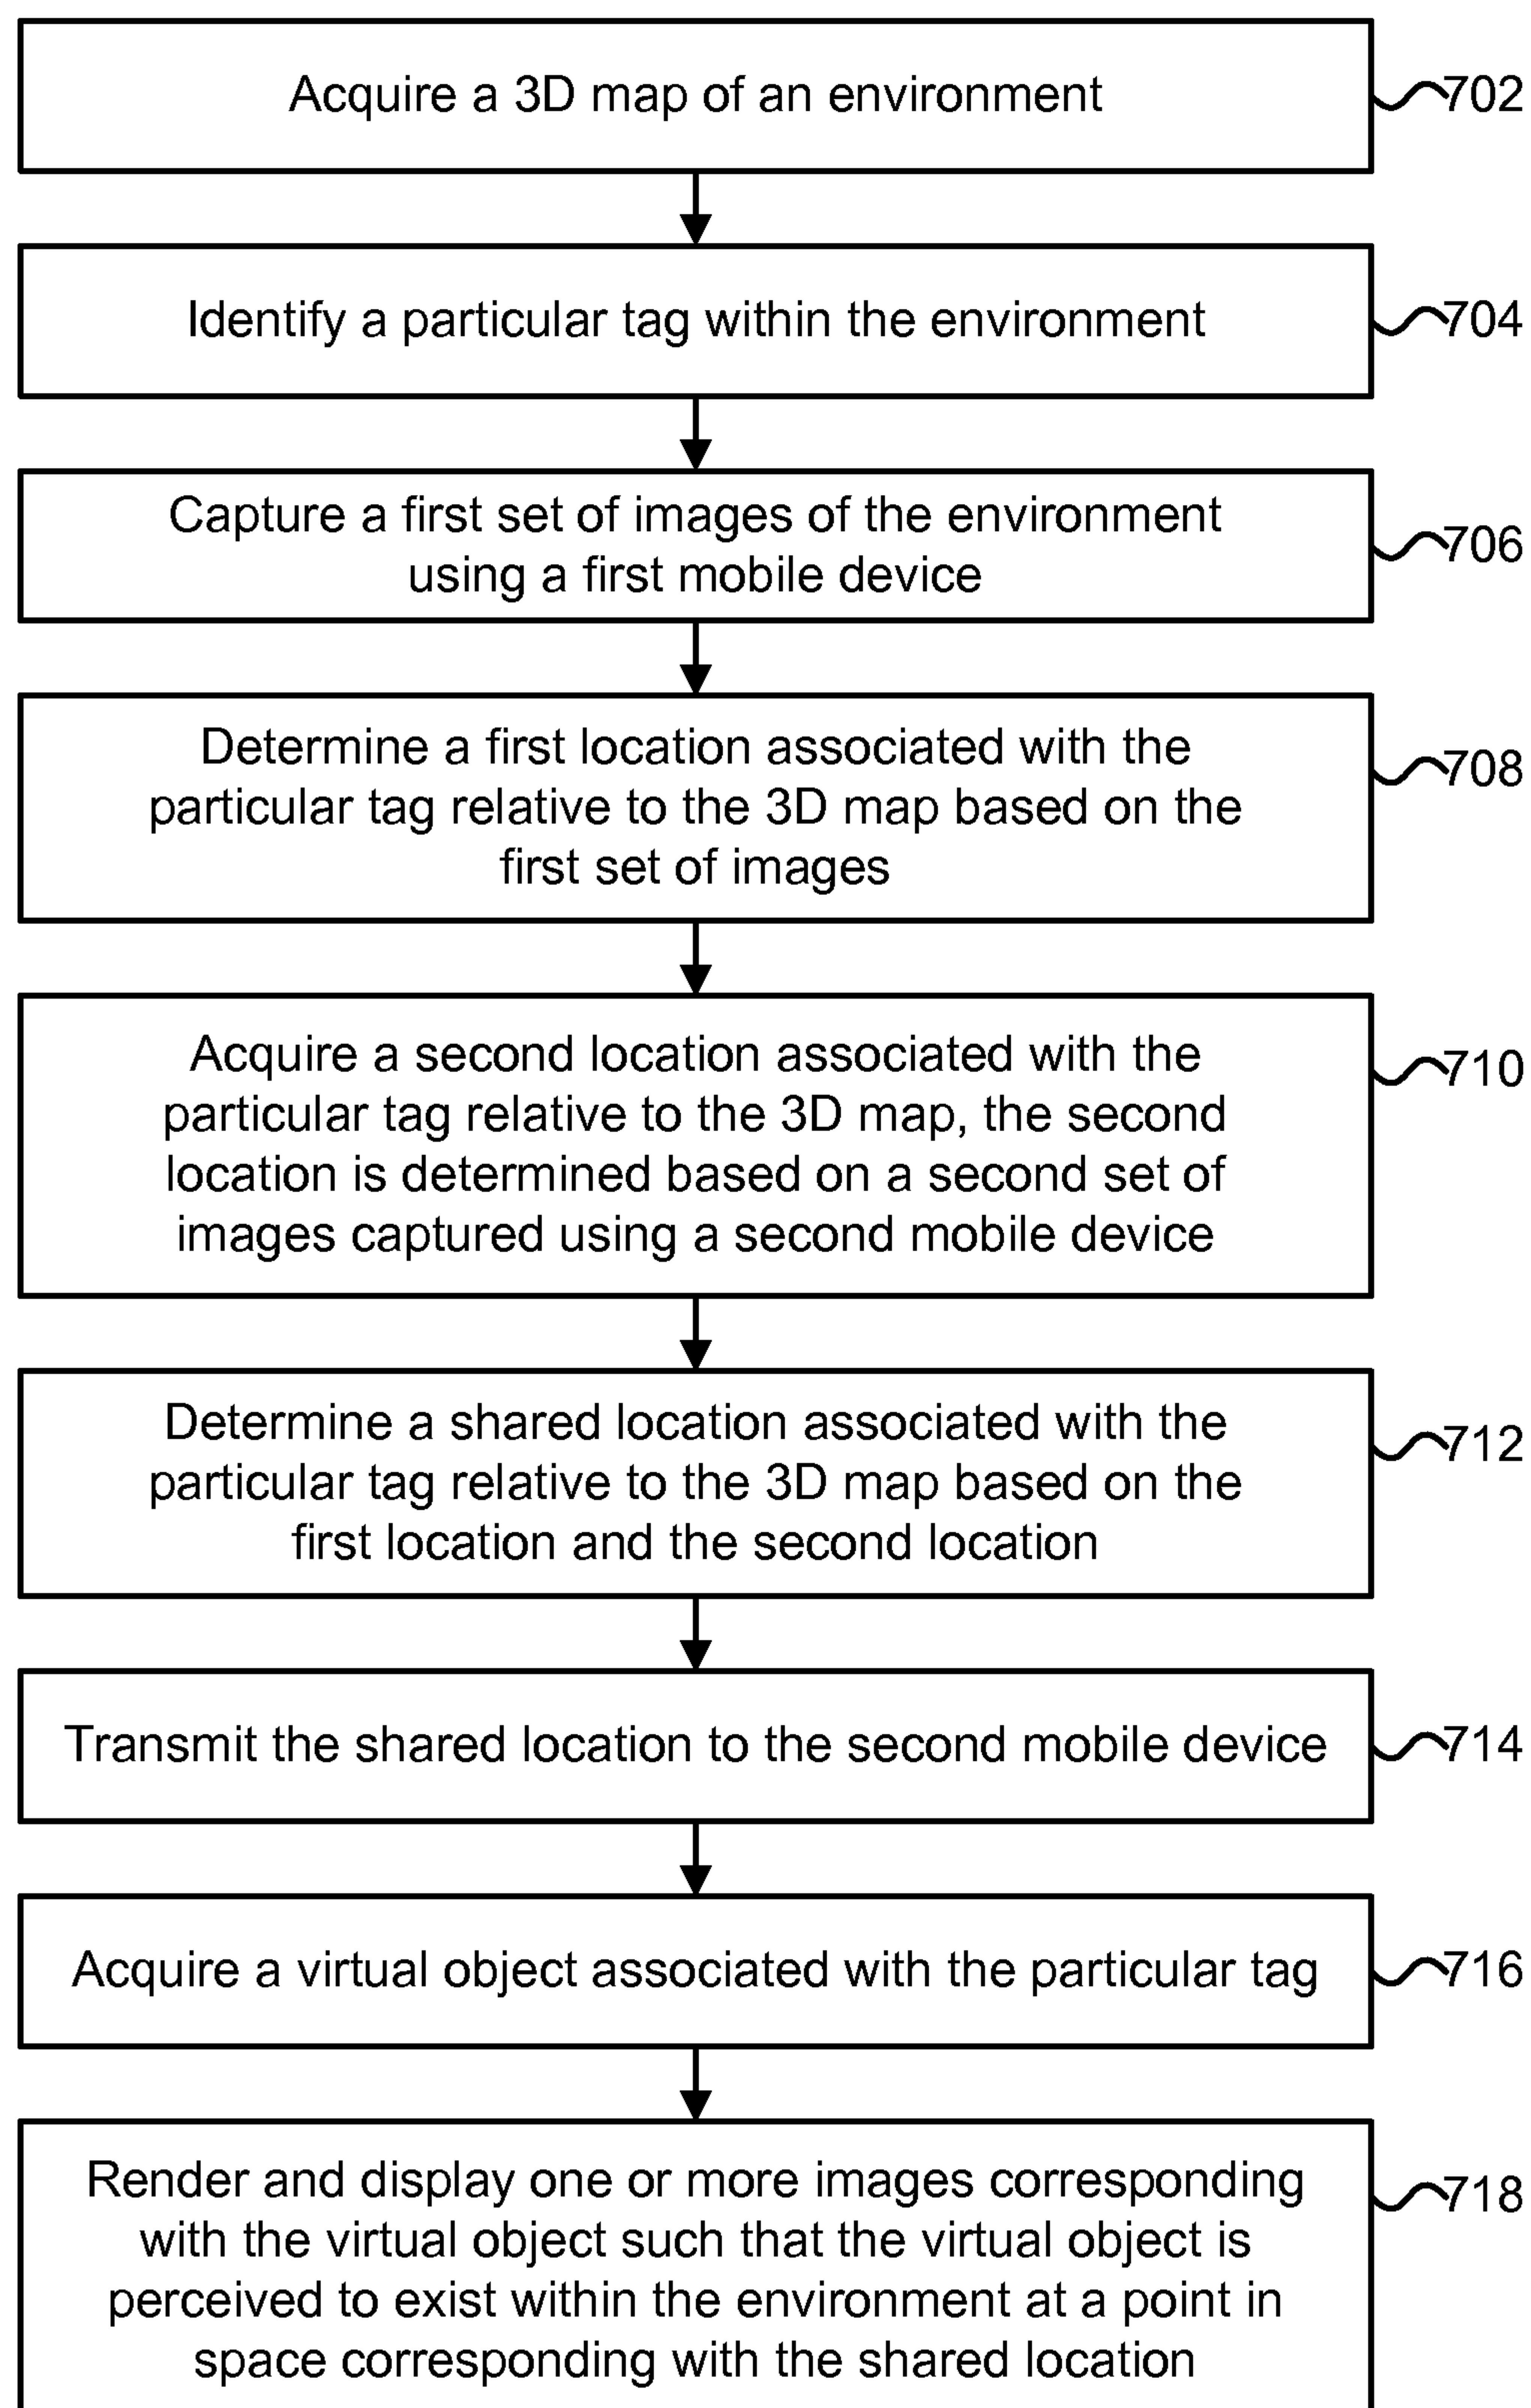 Acquire a 3D map of an environment
702
Identify a particular tag within the environment
704
Capture a first set of images of the environment
using a first mobile device
706
Determine a first location associated with the
particular tag relative to the 3D map based on the
first set of images
708
Acquire a second location associated with the
particular tag relative to the 3D map, the second
location is determined based on a second set of
images captured using a second mobile device
710
Determine a shared location associated with the
particular tag relative to the 3D map based on the
first location and the second location
712
Transmit the shared location to the second mobile device
714
Acquire a virtual object associated with the particular tag
716
Render and display one or more images corresponding
with the virtual object such that the virtual object is
perceived to exist within the environment at a point in
space corresponding with the shared location
718